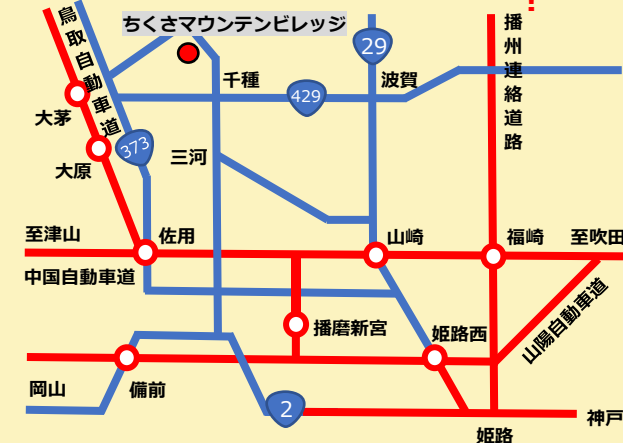 鳥取自動車道
ちくさマウンテンビレッジ
播州連絡道路
29
千種
波賀
429
大茅
373
三河
大原
至津山
佐用
山崎
福崎
至吹田
中国自動車道
播磨新宮
姫路西
山陽自動車道
岡山
備前
2
神戸
姫路